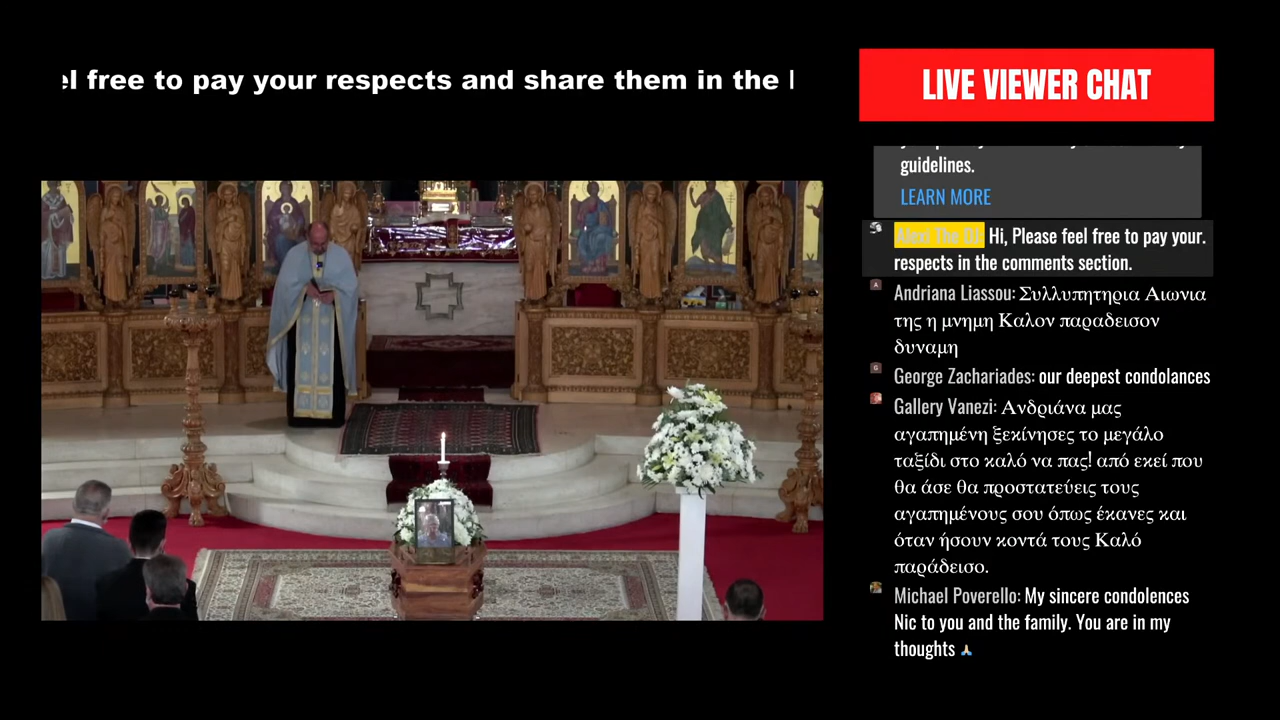 el free to pay your respects and share them in the l
LIVE VIEWER CHAT
guidelines.
LEARN MORE
Alexi The DJ: Hi, Please feel free to pay your.
respects in the comments section.
A
Andriana Liassou: Συλλυπητηρια Αιωνια
της η μνημη Καλον παραδεισον
δυναμη
G
George Zachariades: our deepest condolances
Gallery Vanezi: Ανδριάνα μας
αγαπημένη ξεκίνησες το μεγάλο
ταξίδι στο καλό να πας! από εκεί που
θα άσε θα προστατεύεις τους
αγαπημένους σου όπως έκανες και
όταν ήσουν κοντά τους Καλό
παράδεισο.
Michael Poverello: My sincere condolences
Nic to you and the family. You are in my
thoughts 🙏